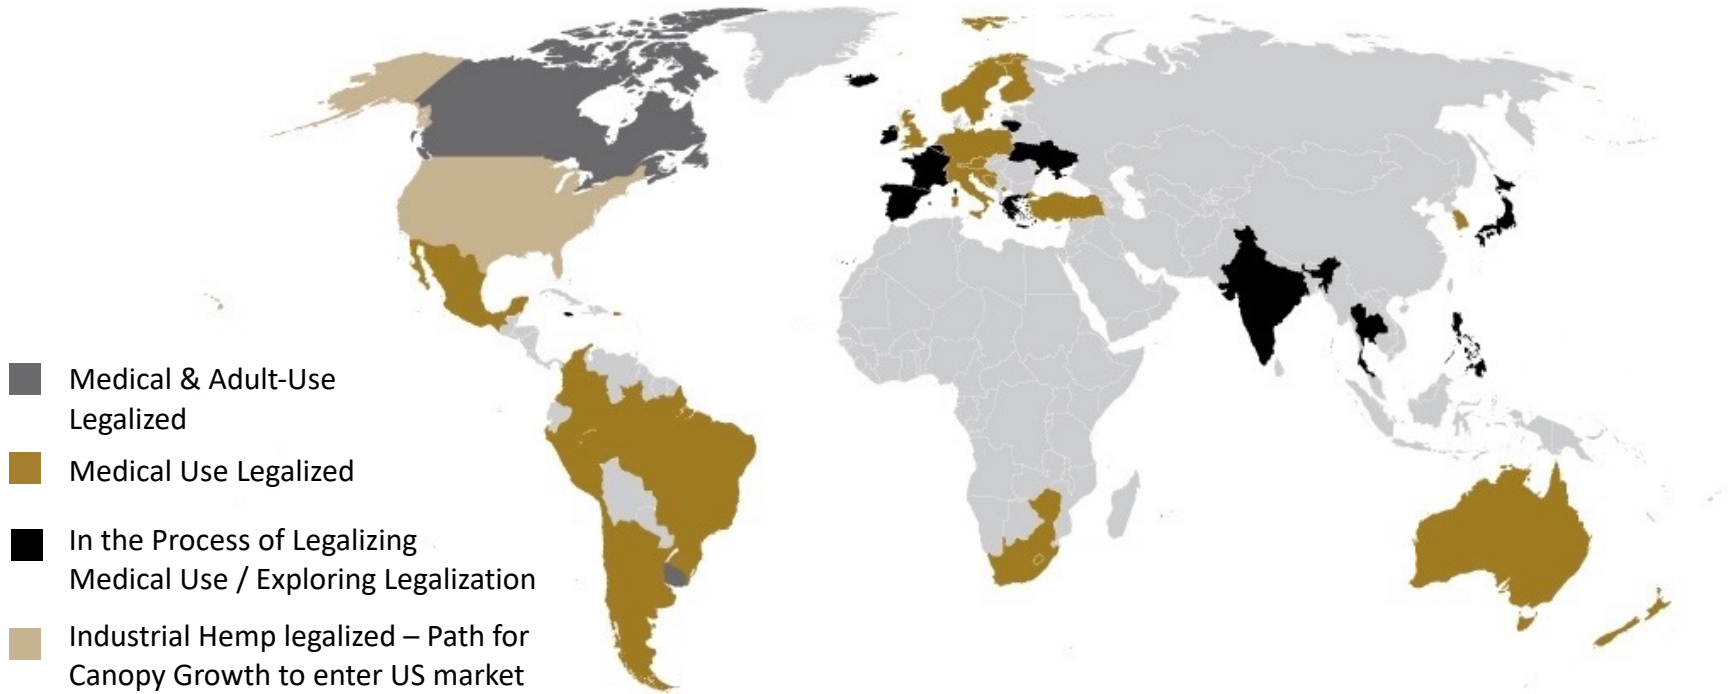 Medical & Adult-Use
Legalized
Medical Use Legalized
In the Process of Legalizing
Medical Use / Exploring Legalization
Industrial Hemp legalized – Path for
Canopy Growth to enter US market